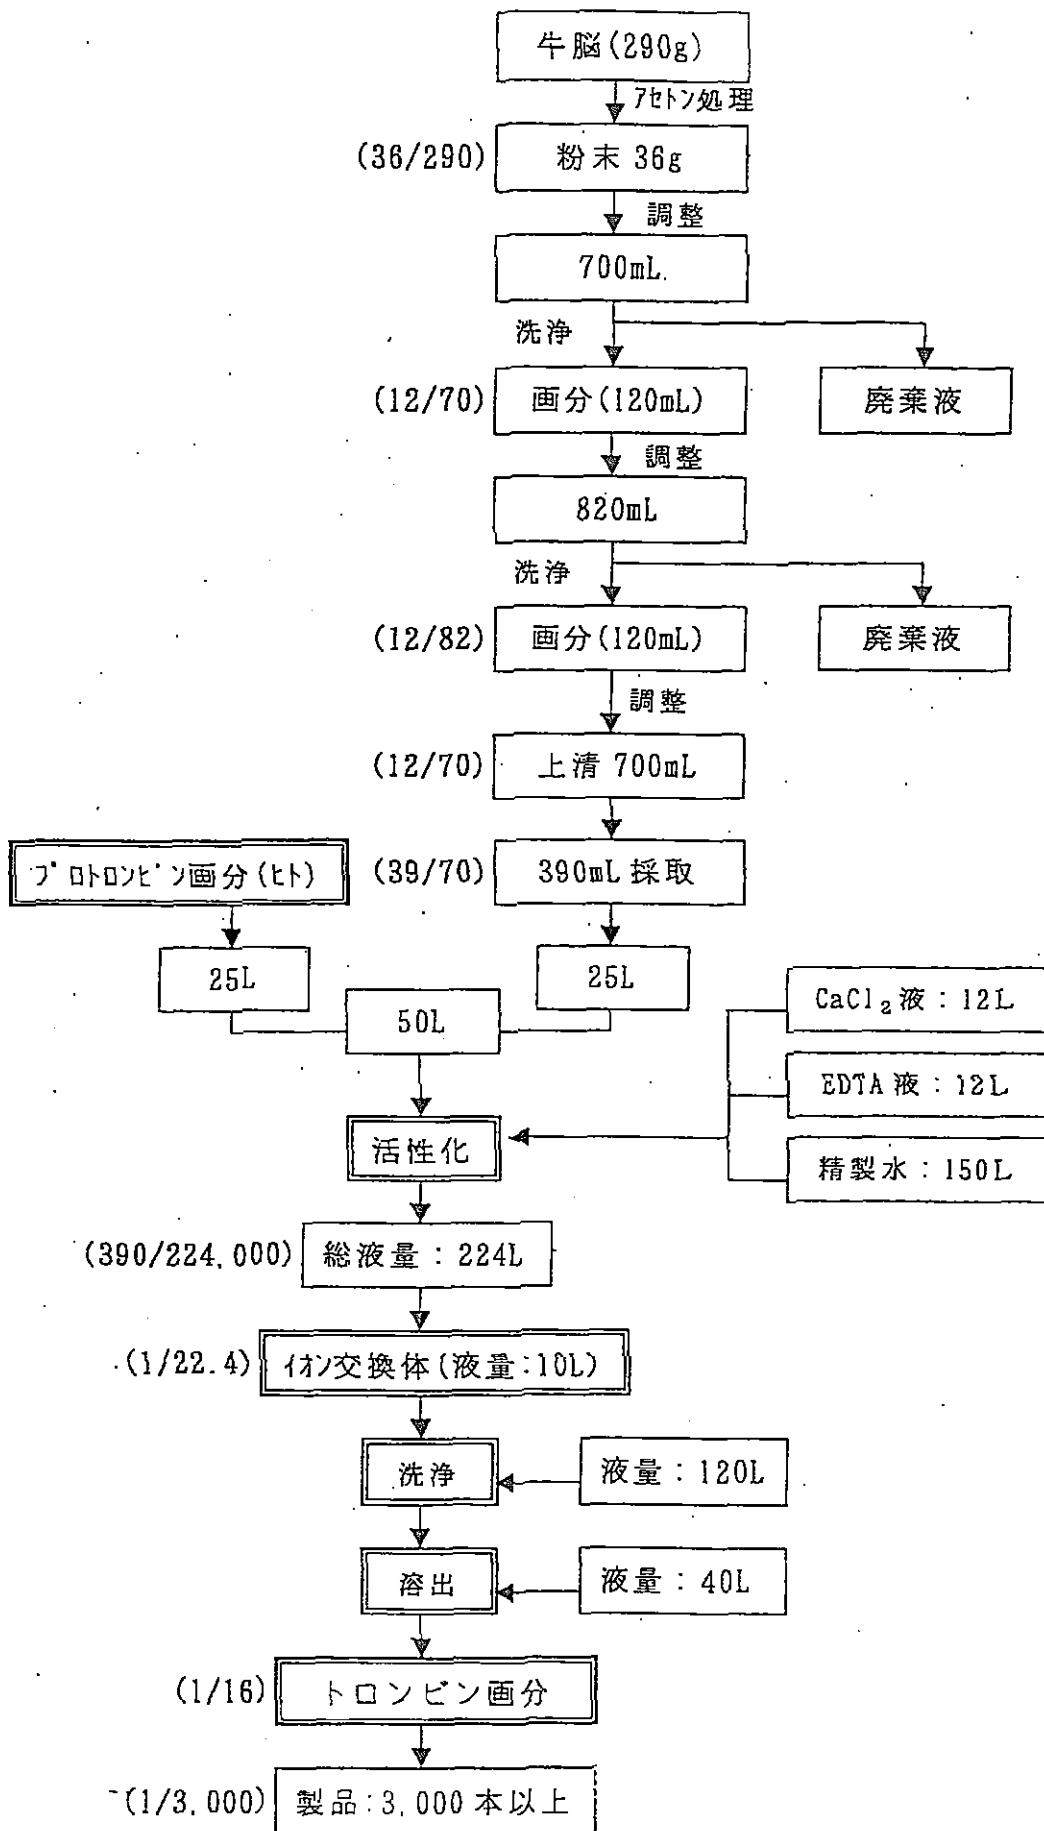 牛脳(290g)
アセトン処理
(36/290)
粉末 36g
調整
700mL
洗浄
(12/70)
画分(120mL)
廃棄液
調整
820mL
洗浄
(12/82)
画分(120mL)
廃棄液
調整
(12/70)
上清 700mL
プロトロンビン画分(ヒト)
(39/70)
390mL 採取
25L
25L
50L
CaCl₂液:12L
EDTA液:12L
精製水:150L
活性化
(390/224,000)
総液量:224L
(1/22.4)
イオン交換体(液量:10L)
洗浄
液量:120L
溶出
液量:40L
(1/16)
トロンビン画分
(1/3,000)
製品:3,000本以上